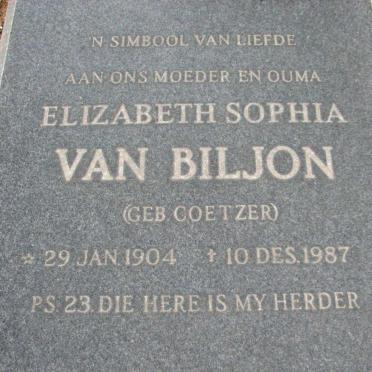 'N SIMBOOL VAN LIEFDE
AAN ONS MOEDER EN OUMA
ELIZABETH SOPHIA
VAN BILJON
(GEB COETZER)
☆ 29 JAN. 1904 ✝ 10 DES. 1987
PS. 23. DIE HERE IS MY HERDER